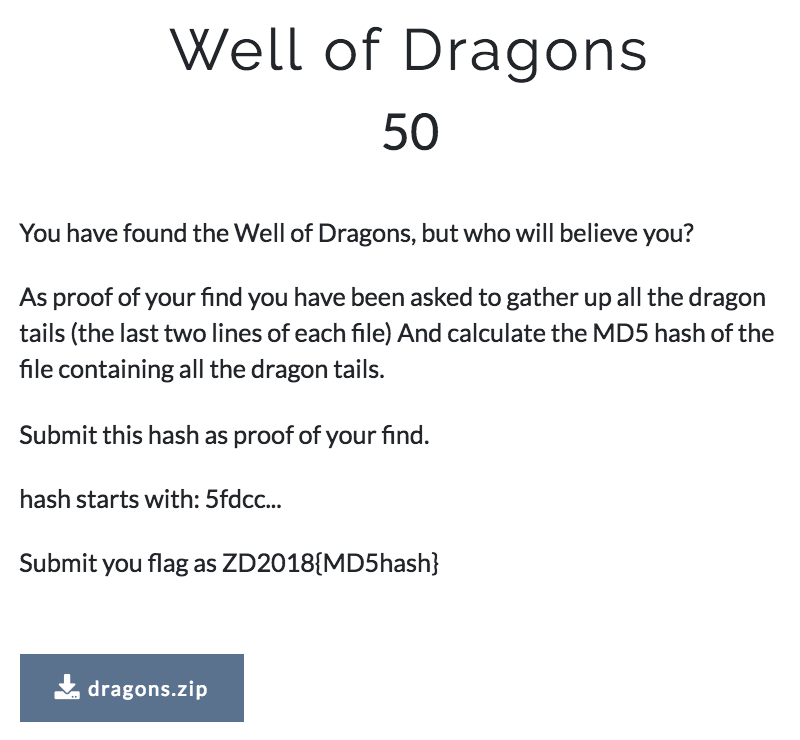 Well of Dragons
50
You have found the Well of Dragons, but who will believe you?
As proof of your find you have been asked to gather up all the dragon
tails (the last two lines of each file) And calculate the MD5 hash of the
file containing all the dragon tails.
Submit this hash as proof of your find.
hash starts with: 5fdcc...
Submit you flag as ZD2018{MD5hash}
dragons.zip